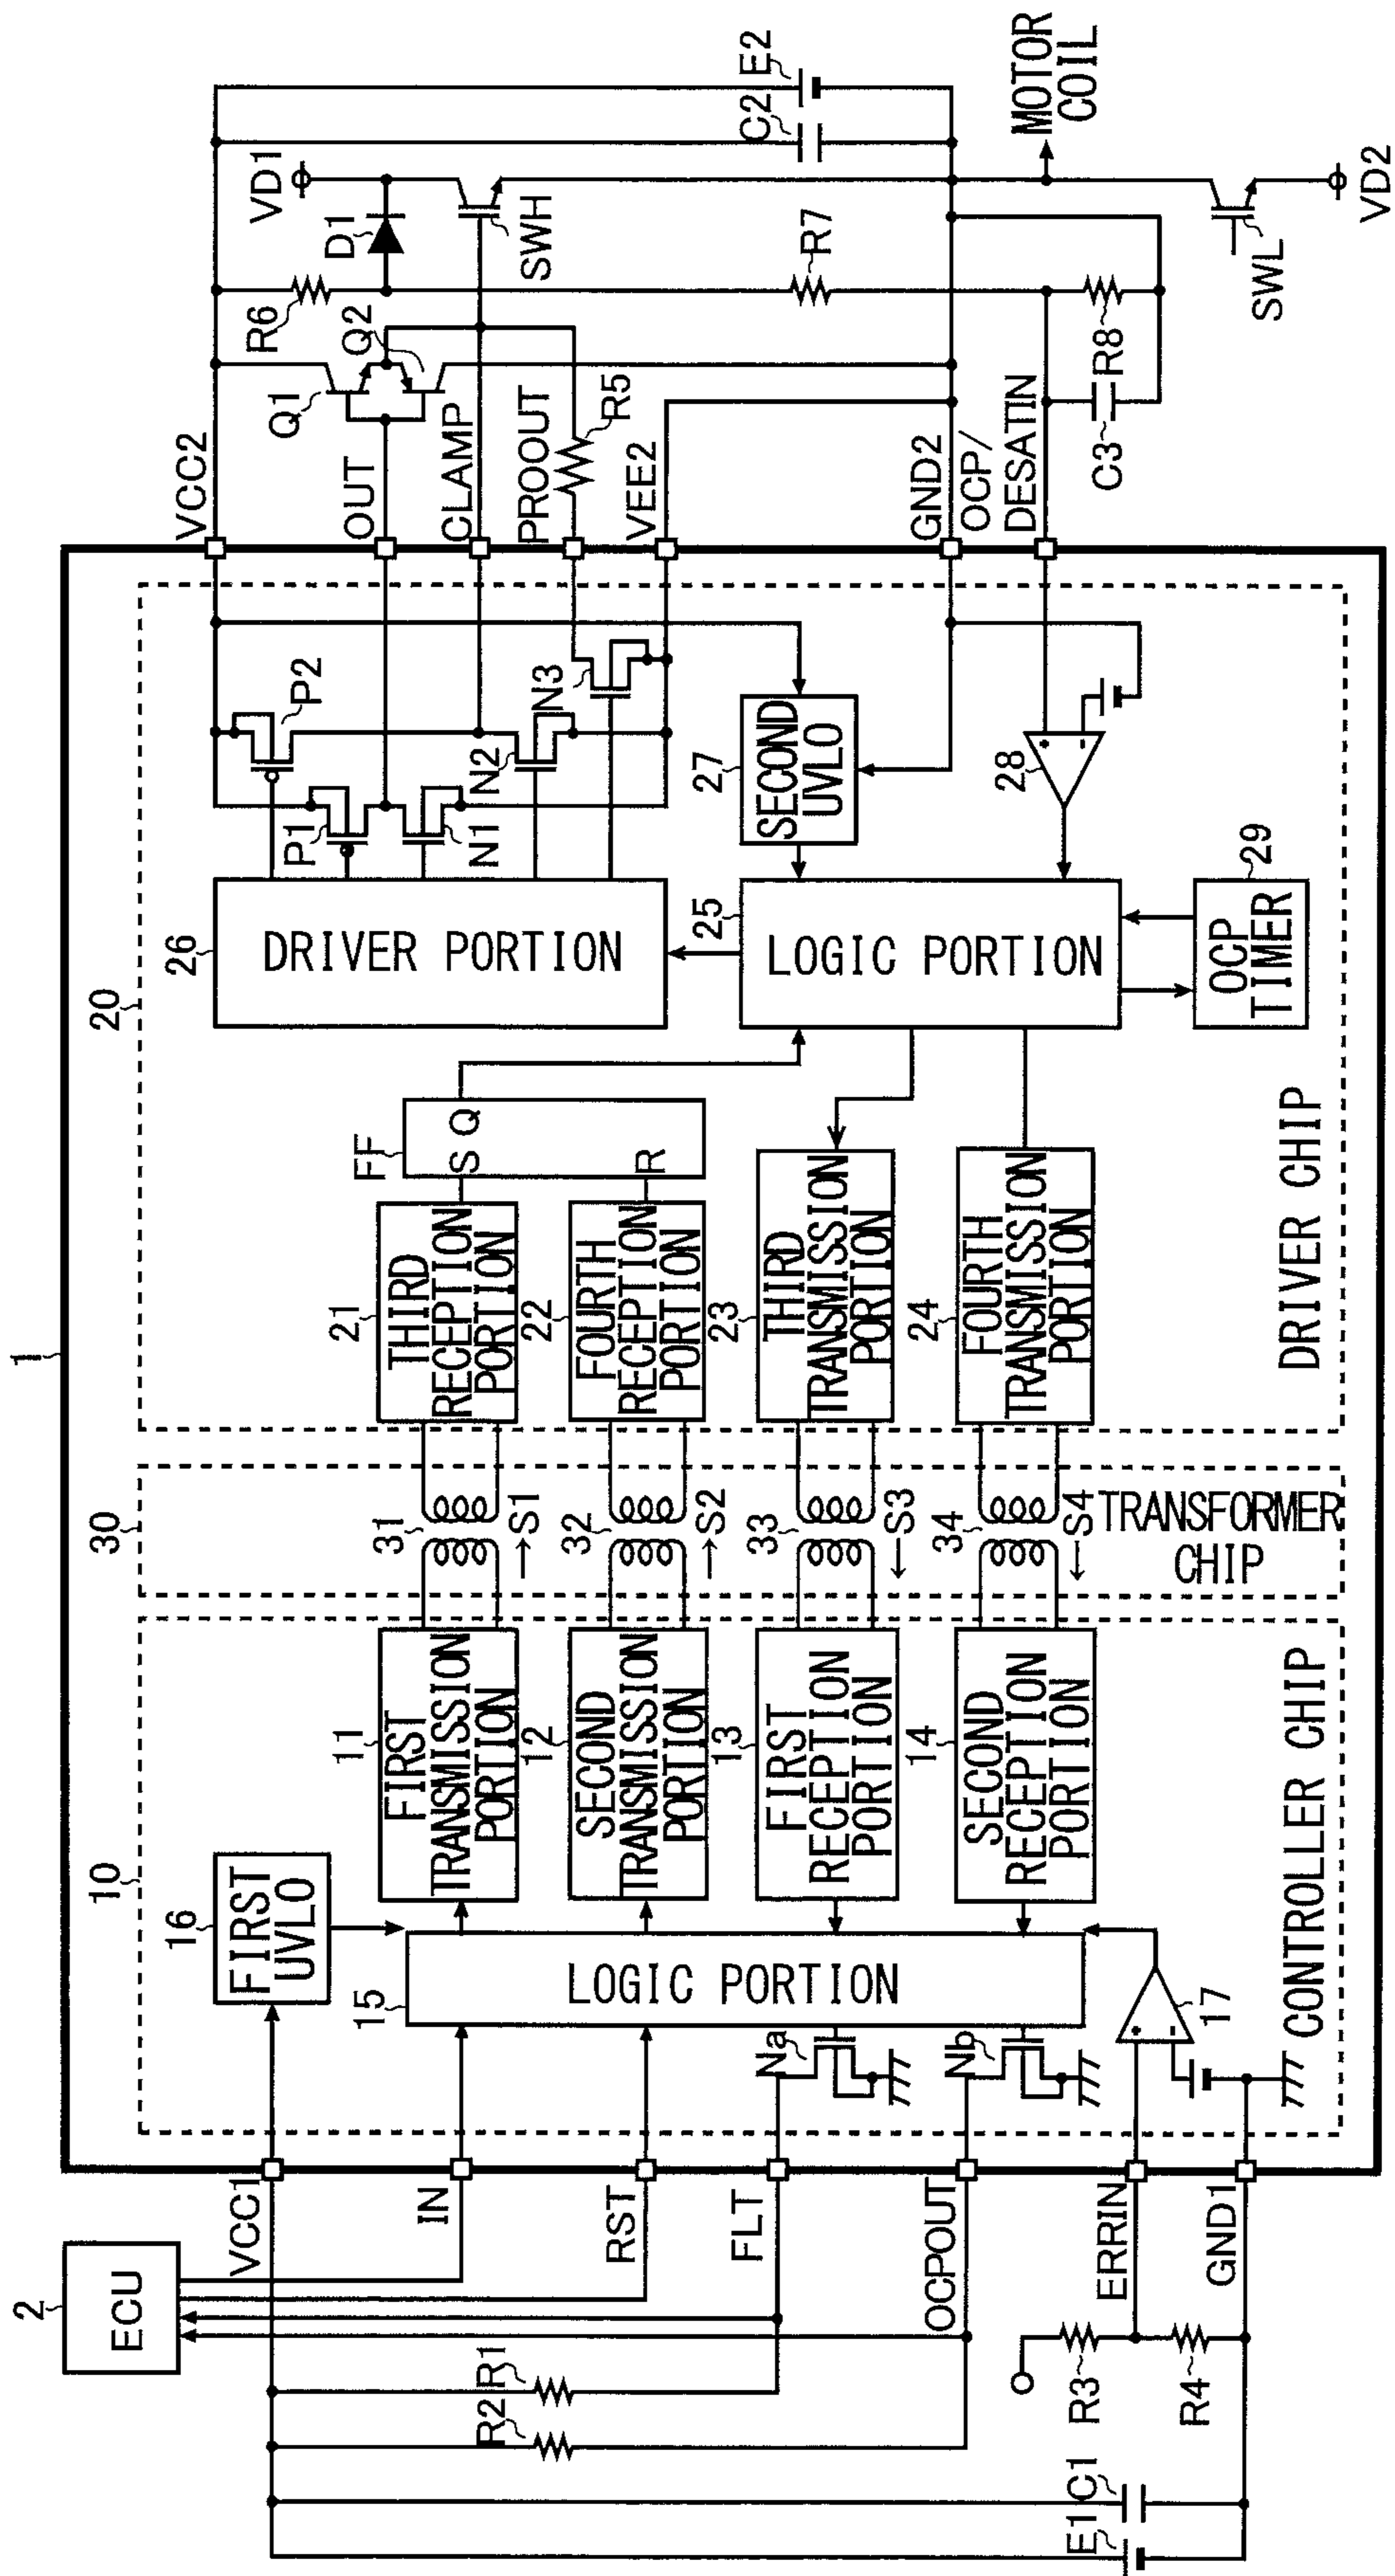 1
2
ECU
VCC1
IN
RST
FLT
OCPOUT
ERRIN
GND1
R1
R2
R3
R4
C1
E1
10
16
FIRST
UVLO
15
LOGIC PORTION
11
FIRST
TRANSMISSION
PORTION
12
SECOND
TRANSMISSION
PORTION
13
FIRST
RECEPTION
PORTION
14
SECOND
RECEPTION
PORTION
Na
Nb
+
-
17
CONTROLLER CHIP
30
31
→S1
32
→S2
33
←S3
34
←S4
TRANSFORMER
CHIP
20
21
THIRD
RECEPTION
PORTION
22
FOURTH
RECEPTION
PORTION
23
THIRD
TRANSMISSION
PORTION
24
FOURTH
TRANSMISSION
PORTION
FF
S Q
R
26
DRIVER PORTION
25
LOGIC PORTION
27
SECOND
UVLO
28
+
-
29
OCP
TIMER
P1
P2
N1
N2
N3
DRIVER CHIP
VCC2
OUT
CLAMP
PROOUT
VEE2
GND2
OCP/
DESATIN
Q1
Q2
R5
R6
D1
VD1
SWH
R7
R8
C3
C2
E2
MOTOR
COIL
SWL
VD2